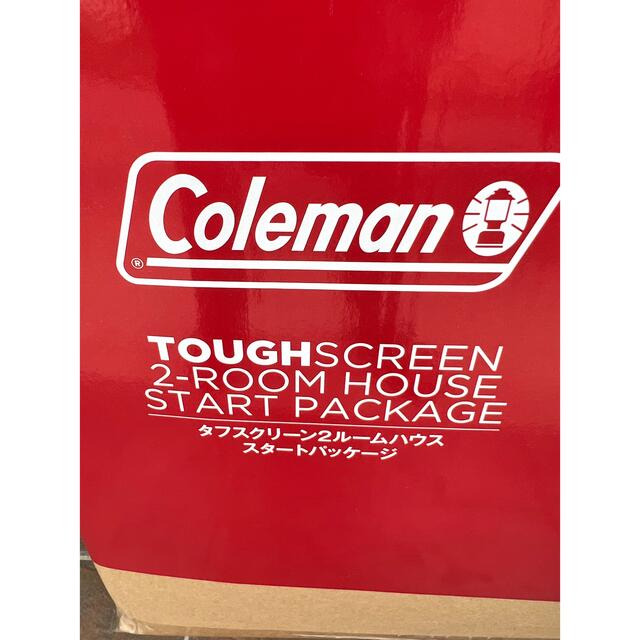 Coleman
®
TOUGHSCREEN
2-ROOM HOUSE
START PACKAGE
タフスクリーン2ルームハウス
スタートパッケージ